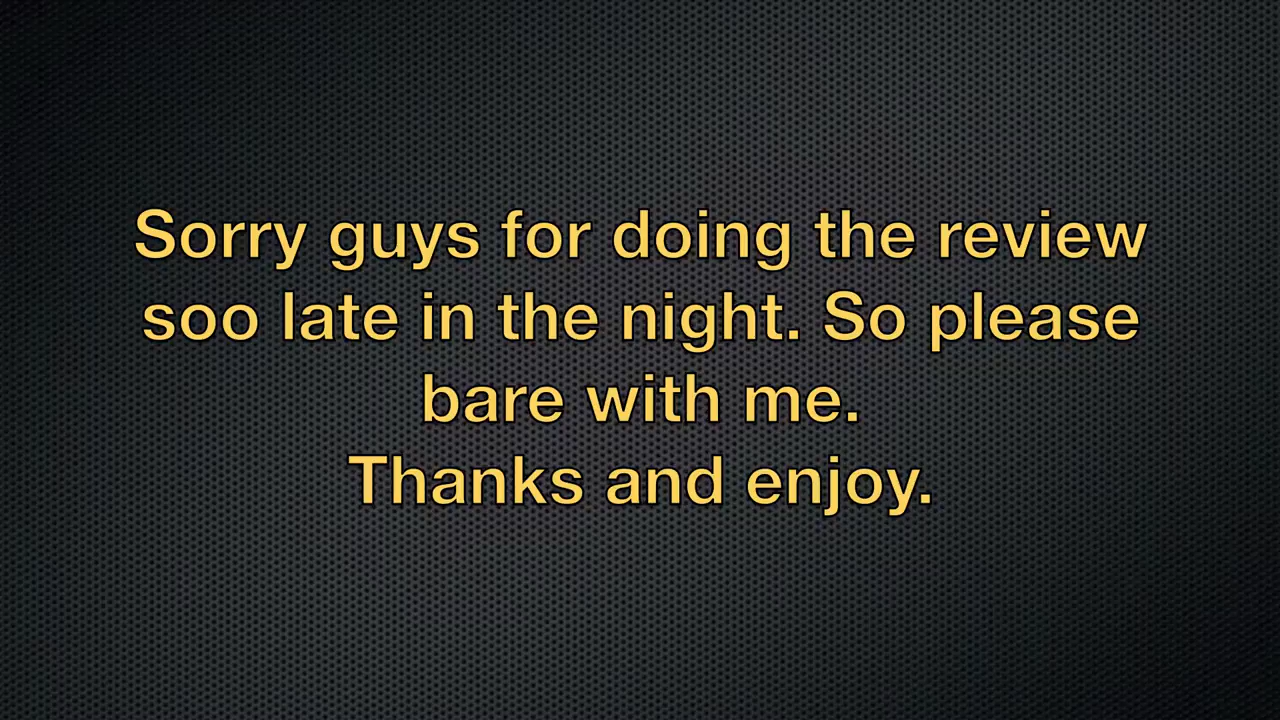 Sorry guys for doing the review
soo late in the night. So please
bare with me.
Thanks and enjoy.